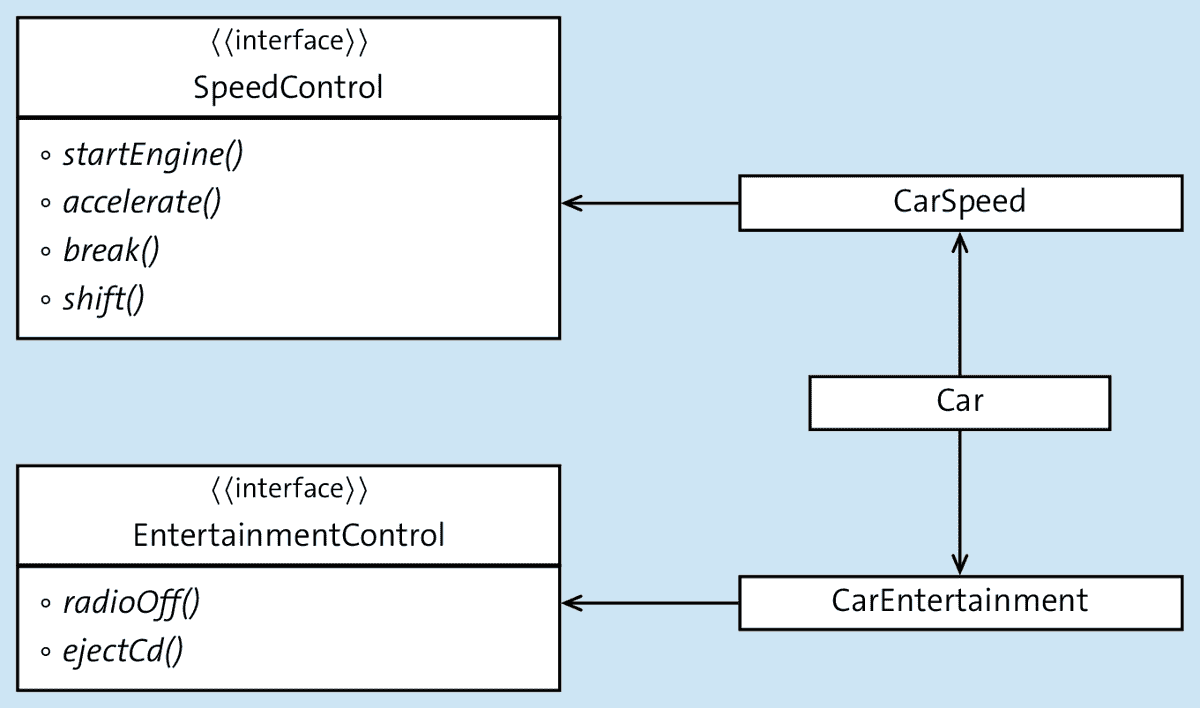 ⟨⟨interface⟩⟩
SpeedControl
∘ startEngine()
∘ accelerate()
∘ break()
∘ shift()
CarSpeed
Car
⟨⟨interface⟩⟩
EntertainmentControl
∘ radioOff()
∘ ejectCd()
CarEntertainment